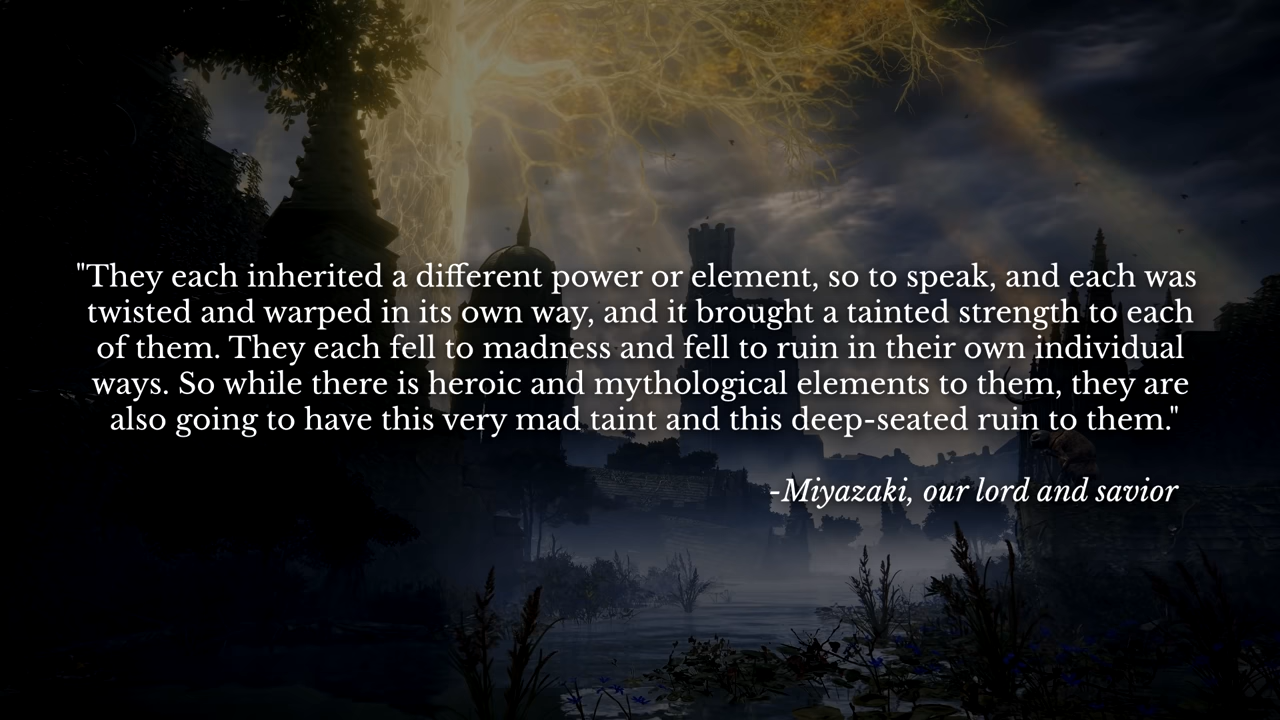 "They each inherited a different power or element, so to speak, and each was
twisted and warped in its own way, and it brought a tainted strength to each
of them. They each fell to madness and fell to ruin in their own individual
ways. So while there is heroic and mythological elements to them, they are
also going to have this very mad taint and this deep-seated ruin to them."
-Miyazaki, our lord and savior